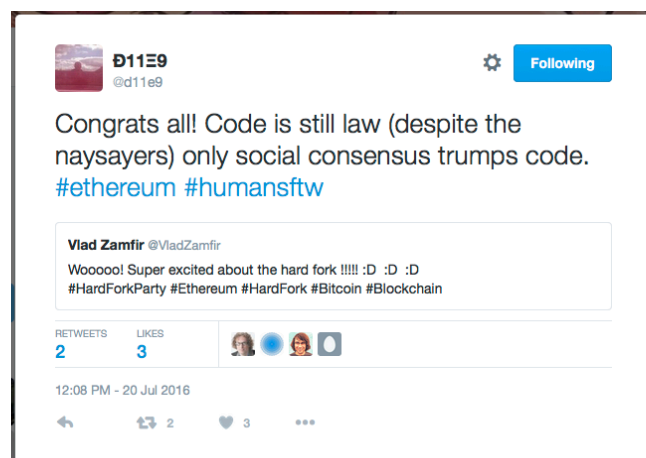 Đ11Ξ9
@d11e9
Following
Congrats all! Code is still law (despite the
naysayers) only social consensus trumps code.
#ethereum #humansftw
Vlad Zamfir @VladZamfir
Wooooo! Super excited about the hard fork !!!!! :D :D :D
#HardForkParty #Ethereum #HardFork #Bitcoin #Blockchain
RETWEETS LIKES
2 3
12:08 PM - 20 Jul 2016
2 3